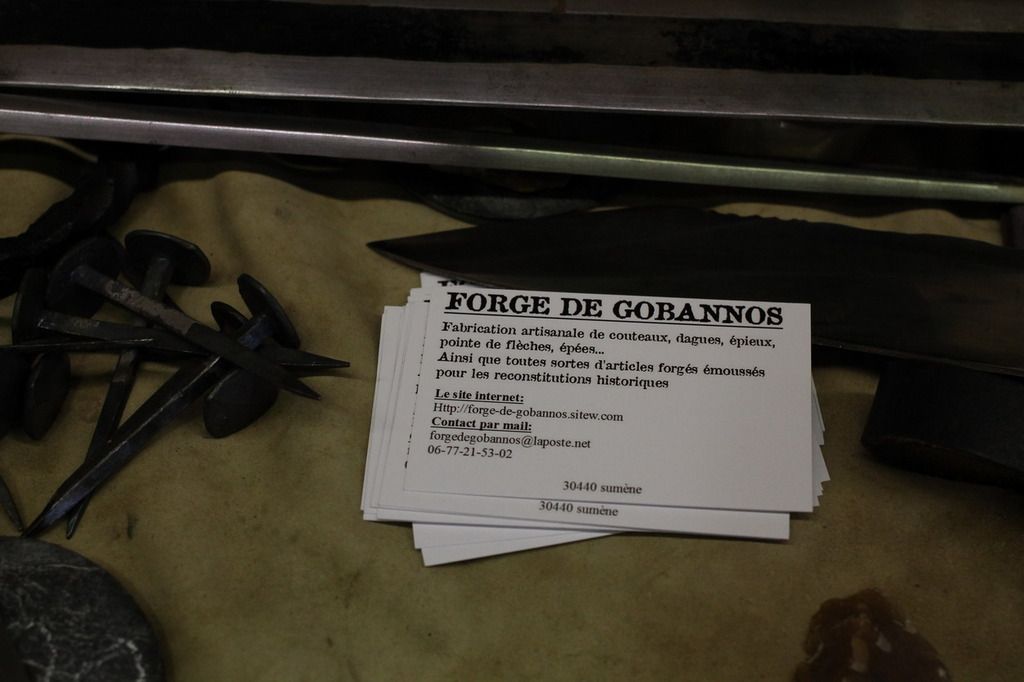 FORGE DE GOBANNOS
Fabrication artisanale de couteaux, dagues, épieux,
pointe de flèches, épées...
Ainsi que toutes sortes d'articles forgés émoussés
pour les reconstitutions historiques
Le site internet:
Http://forge-de-gobannos.sitew.com
Contact par mail:
forgedegobannos@laposte.net
06-77-21-53-02
30440 sumène
30440 sumène